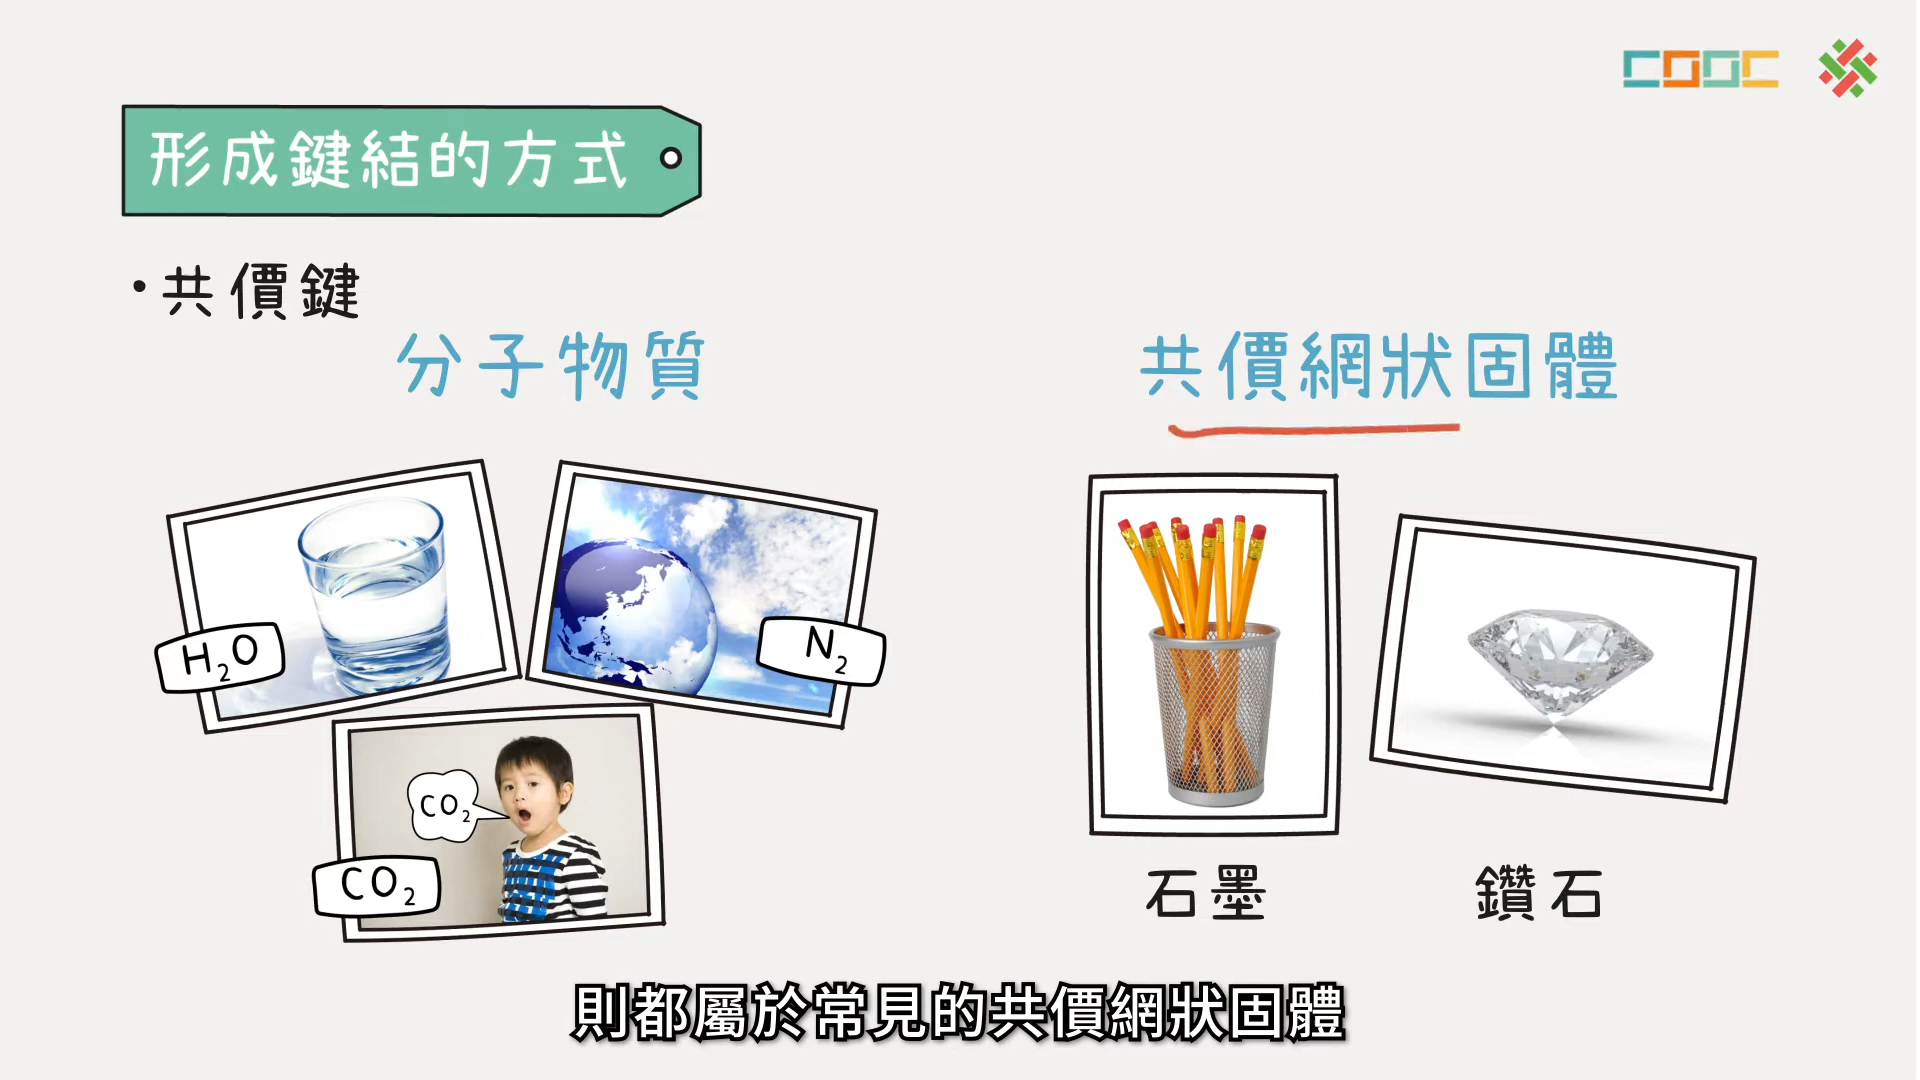 COOC
形成鍵結的方式
•共價鍵
分子物質
共價網狀固體
H₂O
N₂
CO₂
CO₂
石墨
鑽石
則都屬於常見的共價網狀固體